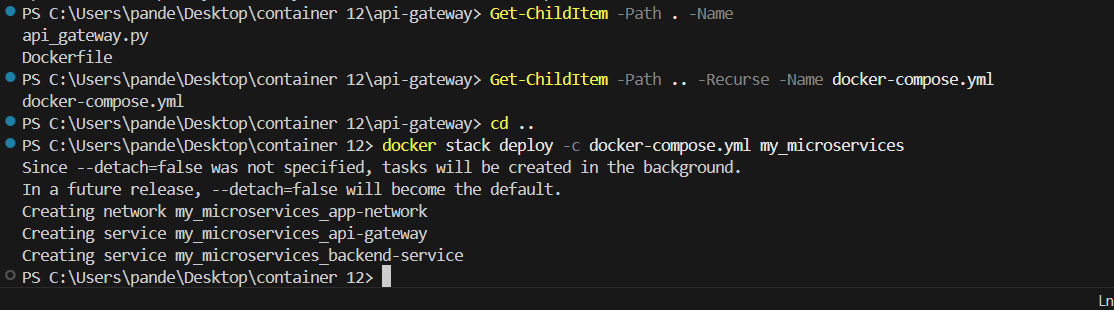 PS C:\Users\pande\Desktop\container 12\api-gateway> Get-ChildItem -Path . -Name
api_gateway.py
Dockerfile
PS C:\Users\pande\Desktop\container 12\api-gateway> Get-ChildItem -Path .. -Recurse -Name docker-compose.yml
docker-compose.yml
PS C:\Users\pande\Desktop\container 12\api-gateway> cd ..
PS C:\Users\pande\Desktop\container 12> docker stack deploy -c docker-compose.yml my_microservices
Since --detach=false was not specified, tasks will be created in the background.
In a future release, --detach=false will become the default.
Creating network my_microservices_app-network
Creating service my_microservices_api-gateway
Creating service my_microservices_backend-service
PS C:\Users\pande\Desktop\container 12>
Ln